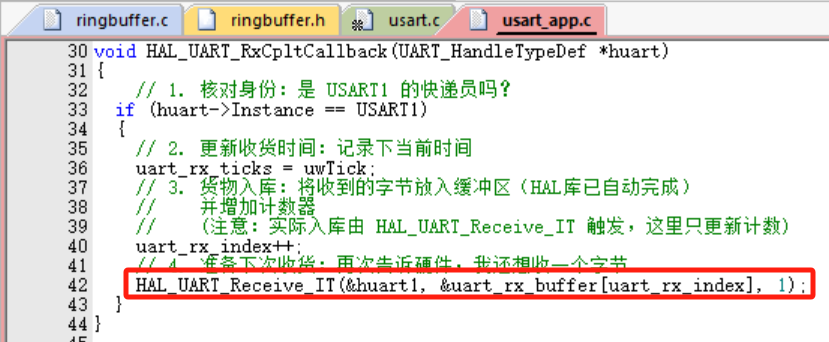 ringbuffer.c ringbuffer.h usart.c usart_app.c
30 void HAL_UART_RxCpltCallback(UART_HandleTypeDef *huart)
31 {
32 // 1. 核对身份：是 USART1 的快递员吗？
33 if (huart->Instance == USART1)
34 {
35 // 2. 更新收货时间：记录下当前时间
36 uart_rx_ticks = uwTick;
37 // 3. 货物入库：将收到的字节放入缓冲区（HAL库已自动完成）
38 // 并增加计数器
39 // （注意：实际入库由 HAL_UART_Receive_IT 触发，这里只更新计数）
40 uart_rx_index++;
41 // 4. 准备下次收货：再次告诉硬件，我还想收一个字节
42 HAL_UART_Receive_IT(&huart1, &uart_rx_buffer[uart_rx_index], 1);
43 }
44 }